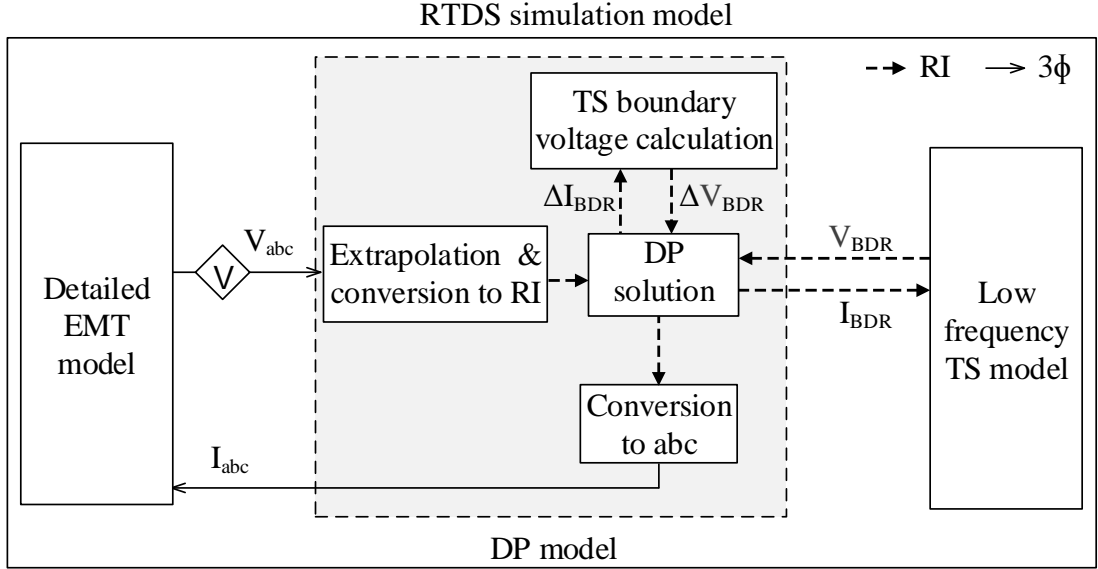 RTDS simulation model
RI
3ϕ
TS boundary
voltage calculation
ΔI_BDR
ΔV_BDR
V_abc
V
Extrapolation &
conversion to RI
DP
solution
V_BDR
I_BDR
Detailed
EMT
model
Low
frequency
TS model
Conversion
to abc
I_abc
DP model